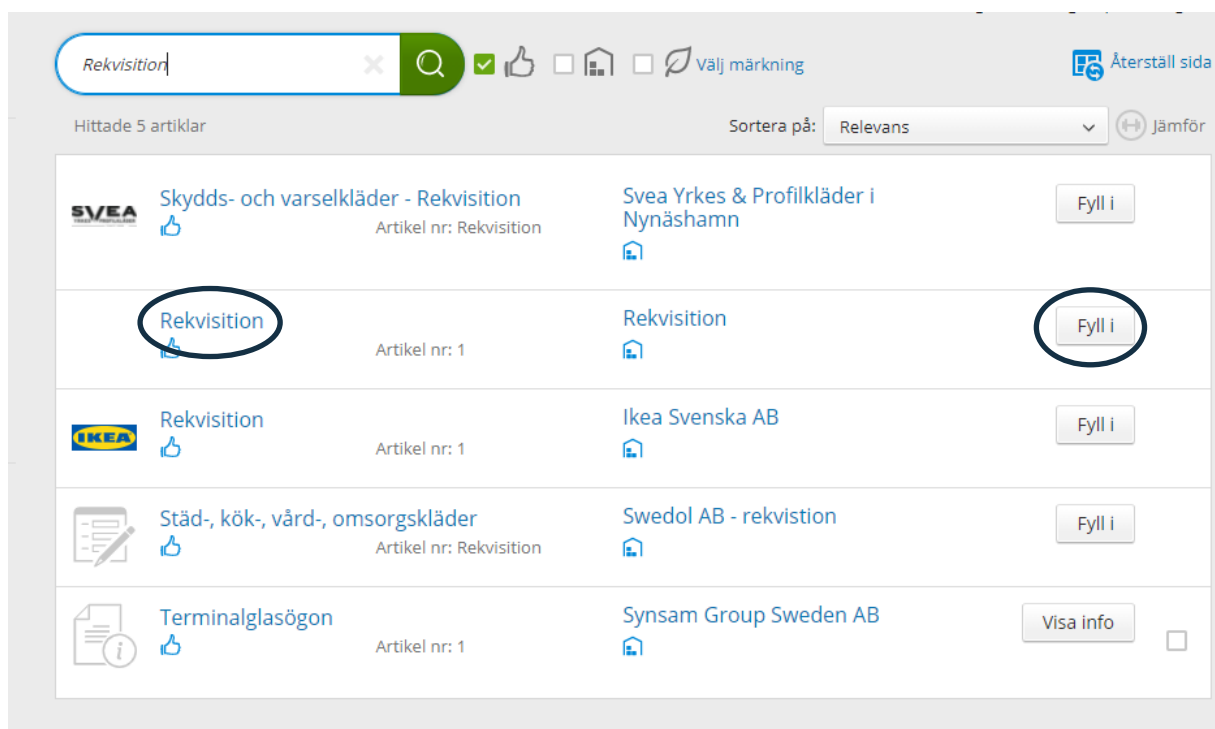 Rekvisition
Välj märkning
Återställ sida
Hittade 5 artiklar
Sortera på: Relevans
Jämför
SVEA
Skydds- och varselkläder - Rekvisition
Artikel nr: Rekvisition
Svea Yrkes & Profilkläder i
Nynäshamn
Fyll i
Rekvisition
Artikel nr: 1
Rekvisition
Fyll i
IKEA
Rekvisition
Artikel nr: 1
Ikea Svenska AB
Fyll i
Städ-, kök-, vård-, omsorgskläder
Artikel nr: Rekvisition
Swedol AB - rekvistion
Fyll i
Terminalglasögon
Artikel nr: 1
Synsam Group Sweden AB
Visa info